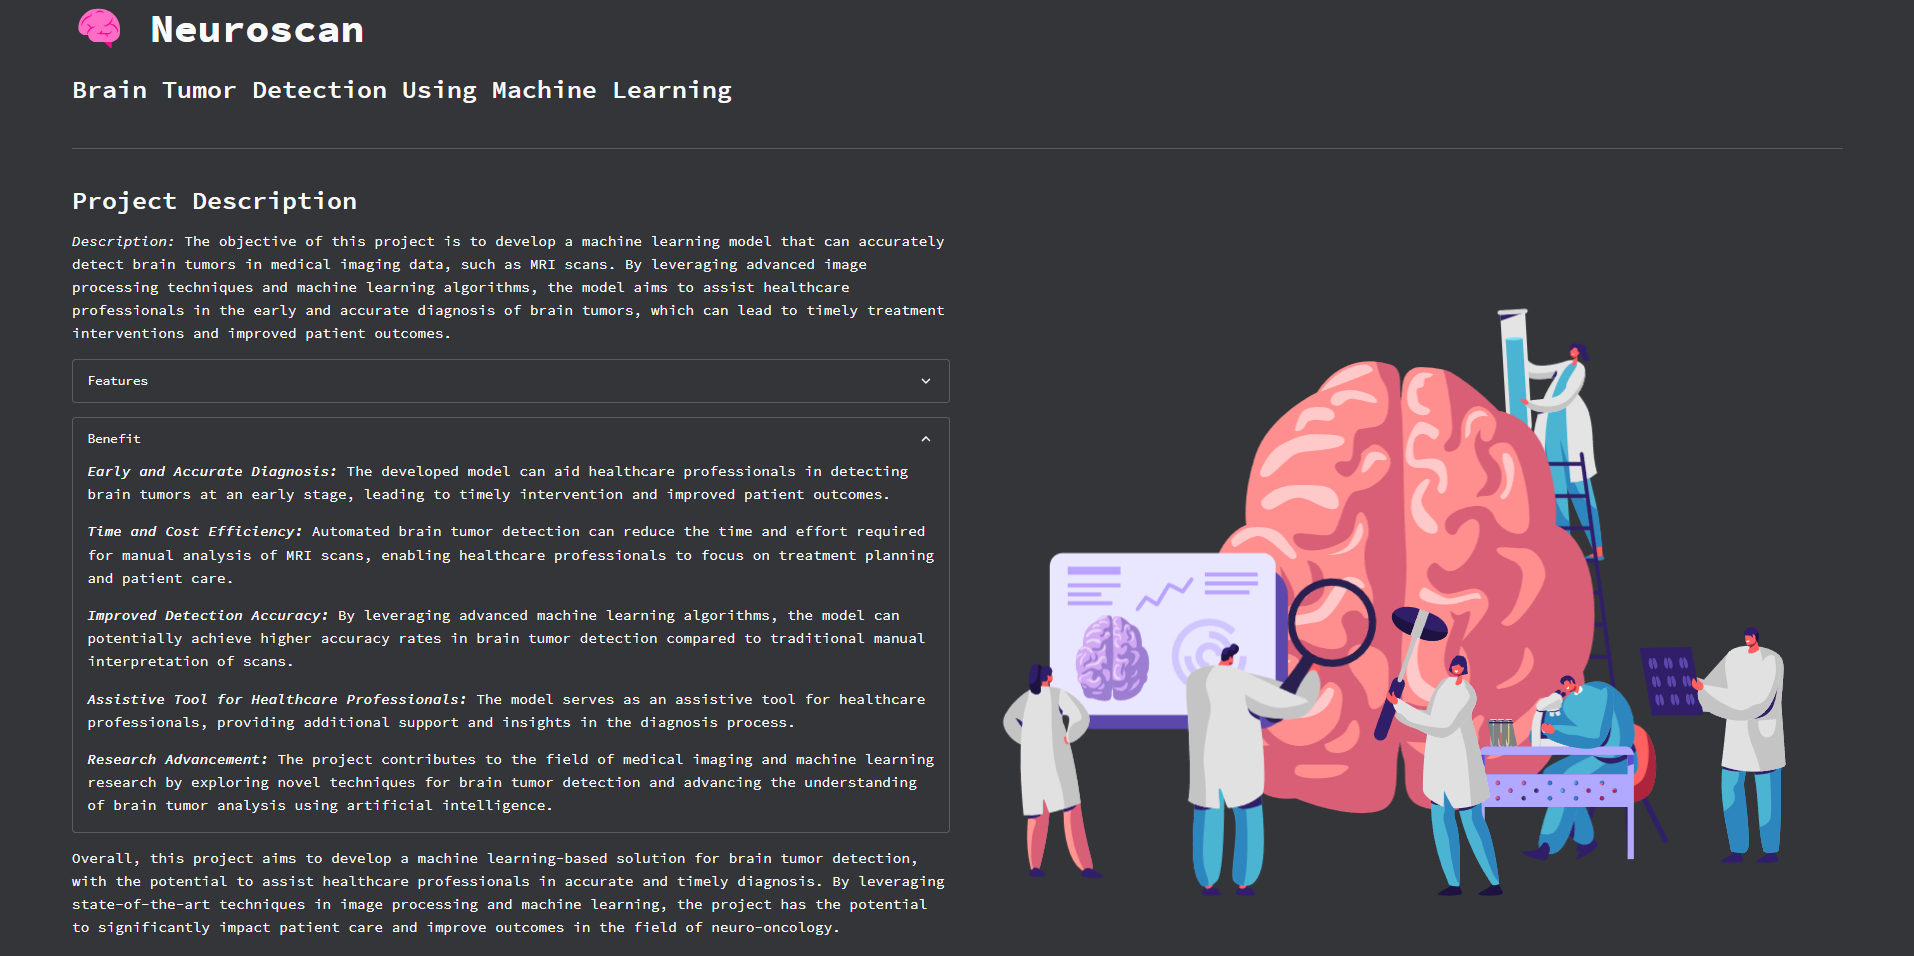 Neuroscan
Brain Tumor Detection Using Machine Learning
Project Description
Description: The objective of this project is to develop a machine learning model that can accurately
detect brain tumors in medical imaging data, such as MRI scans. By leveraging advanced image
processing techniques and machine learning algorithms, the model aims to assist healthcare
professionals in the early and accurate diagnosis of brain tumors, which can lead to timely treatment
interventions and improved patient outcomes.
Features
Benefit
Early and Accurate Diagnosis: The developed model can aid healthcare professionals in detecting
brain tumors at an early stage, leading to timely intervention and improved patient outcomes.
Time and Cost Efficiency: Automated brain tumor detection can reduce the time and effort required
for manual analysis of MRI scans, enabling healthcare professionals to focus on treatment planning
and patient care.
Improved Detection Accuracy: By leveraging advanced machine learning algorithms, the model can
potentially achieve higher accuracy rates in brain tumor detection compared to traditional manual
interpretation of scans.
Assistive Tool for Healthcare Professionals: The model serves as an assistive tool for healthcare
professionals, providing additional support and insights in the diagnosis process.
Research Advancement: The project contributes to the field of medical imaging and machine learning
research by exploring novel techniques for brain tumor detection and advancing the understanding
of brain tumor analysis using artificial intelligence.
Overall, this project aims to develop a machine learning-based solution for brain tumor detection,
with the potential to assist healthcare professionals in accurate and timely diagnosis. By leveraging
state-of-the-art techniques in image processing and machine learning, the project has the potential
to significantly impact patient care and improve outcomes in the field of neuro-oncology.